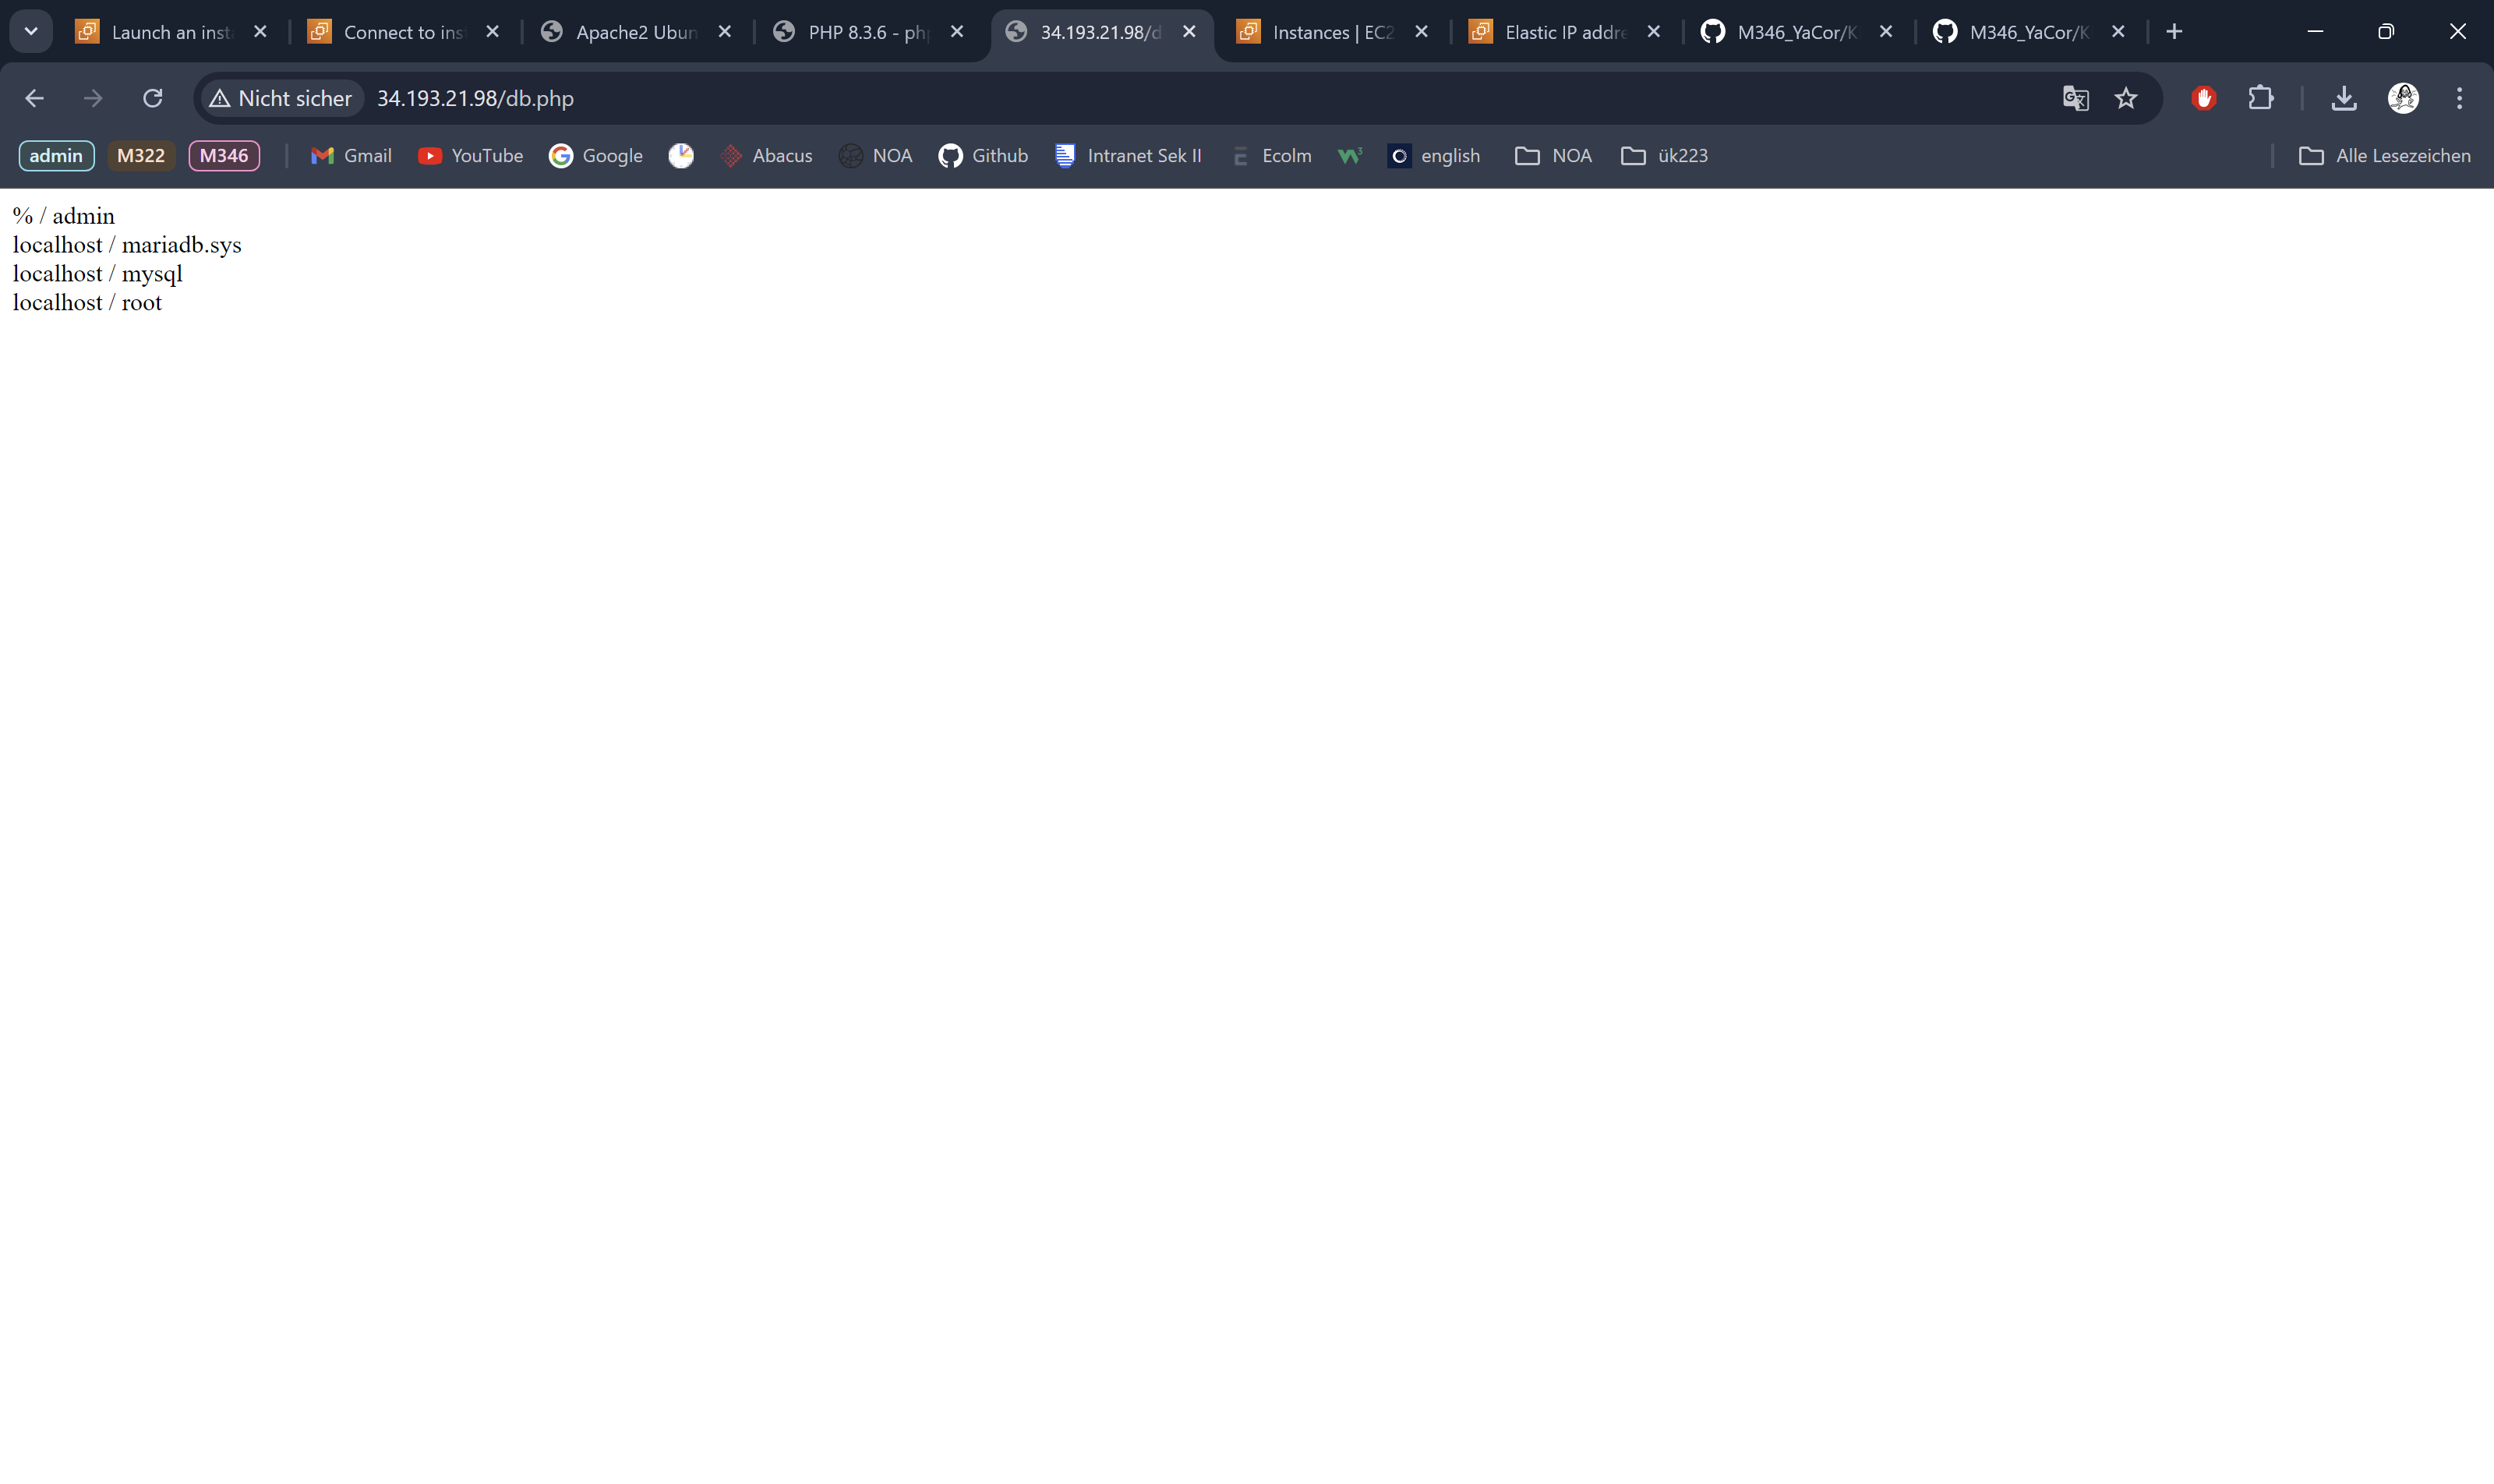 Launch an inst
Connect to ins
Apache2 Ubun
PHP 8.3.6 - ph
34.193.21.98/d
Instances | EC2
Elastic IP addre
M346_YaCor/K
M346_YaCor/K
Nicht sicher
34.193.21.98/db.php
admin
M322
M346
Gmail
YouTube
Google
Abacus
NOA
Github
Intranet Sek II
Ecolm
english
NOA
ük223
Alle Lesezeichen
% / admin
localhost / mariadb.sys
localhost / mysql
localhost / root